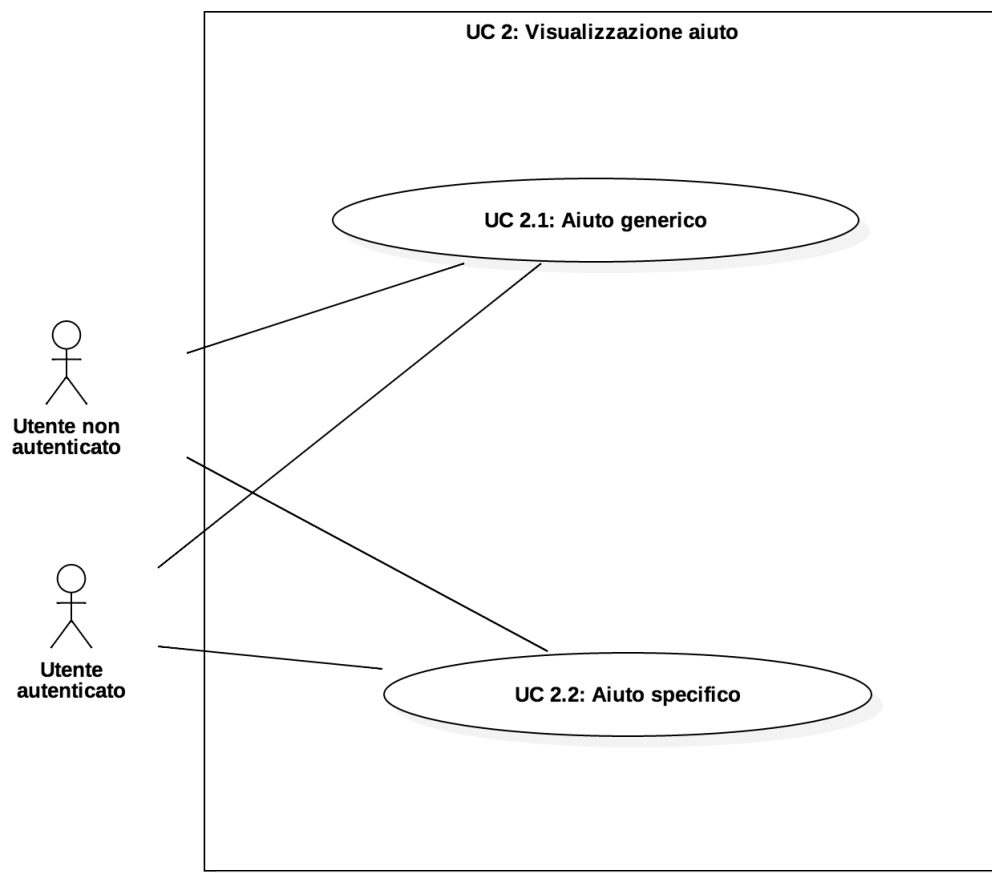 UC 2: Visualizzazione aiuto
UC 2.1: Aiuto generico
Utente non
autenticato
Utente
autenticato
UC 2.2: Aiuto specifico